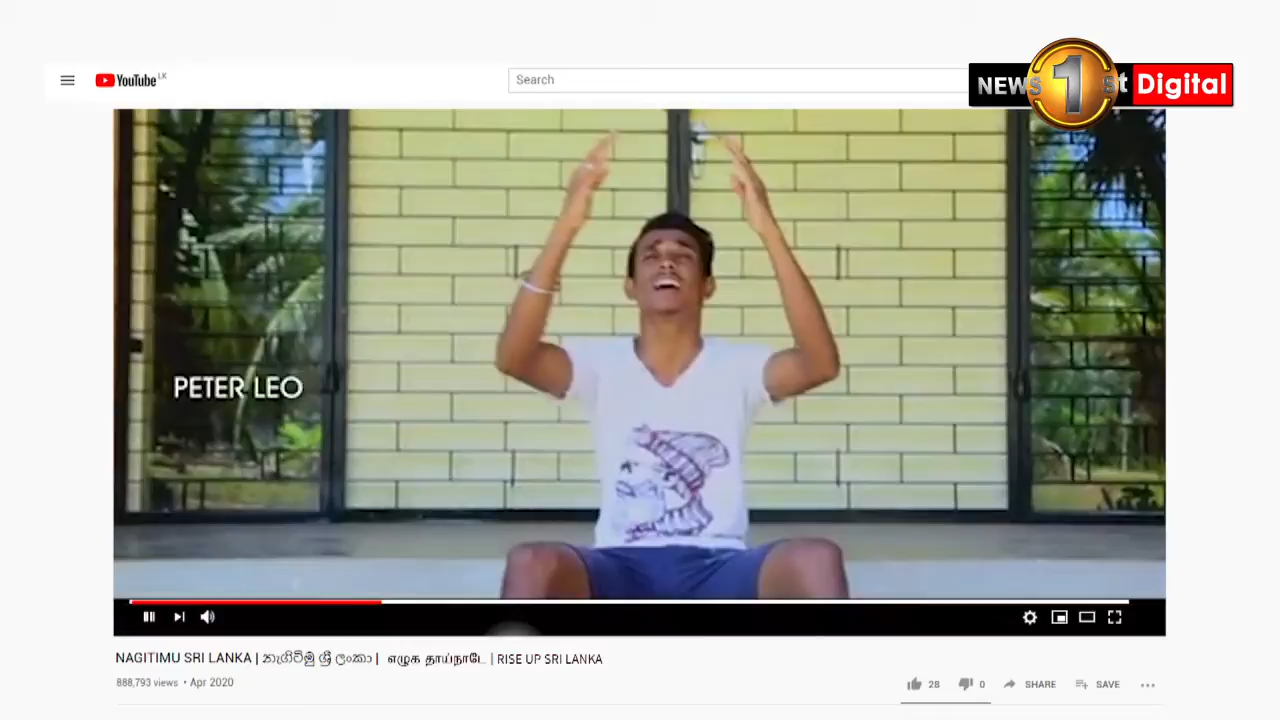 YouTube LK
Search
NEWS 1st Digital
PETER LEO
NAGITIMU SRI LANKA | නැගිටිමු ශ්‍රී ලංකා | எழுக தாய்நாடே | RISE UP SRI LANKA
888,793 views • Apr 2020
28
0
SHARE
SAVE